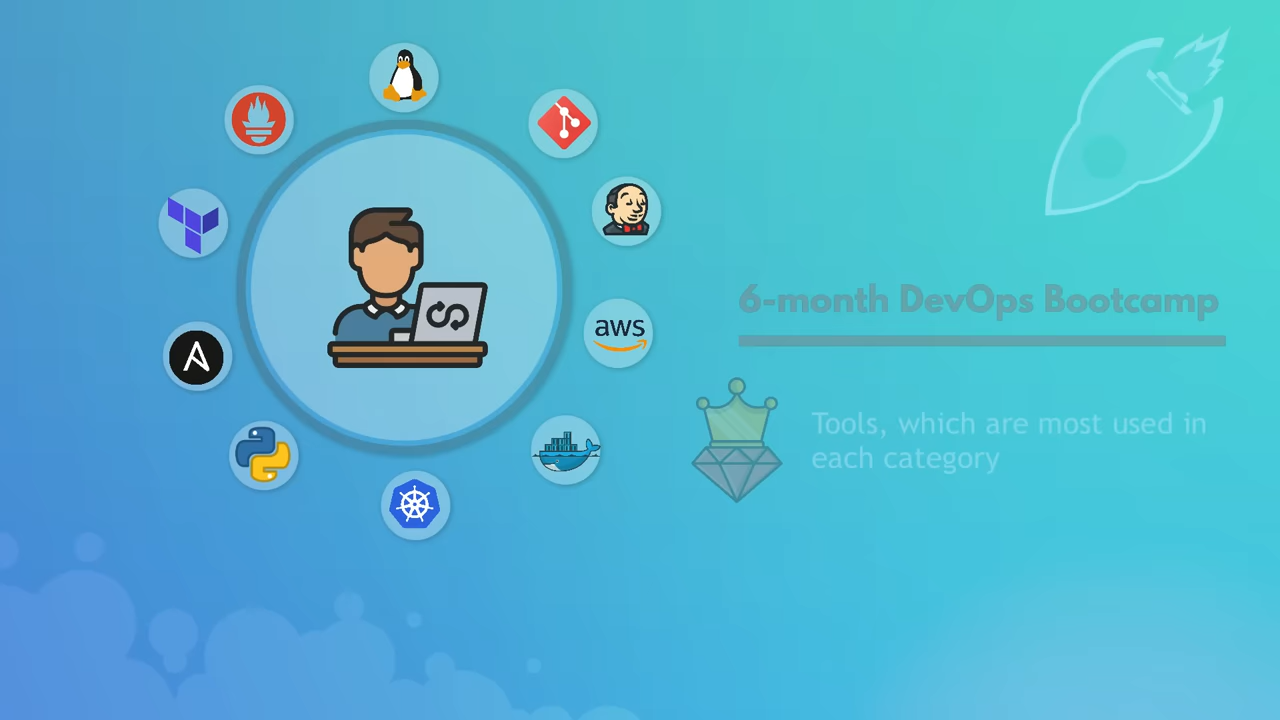 aws
6-month DevOps Bootcamp
Tools, which are most used in
each category